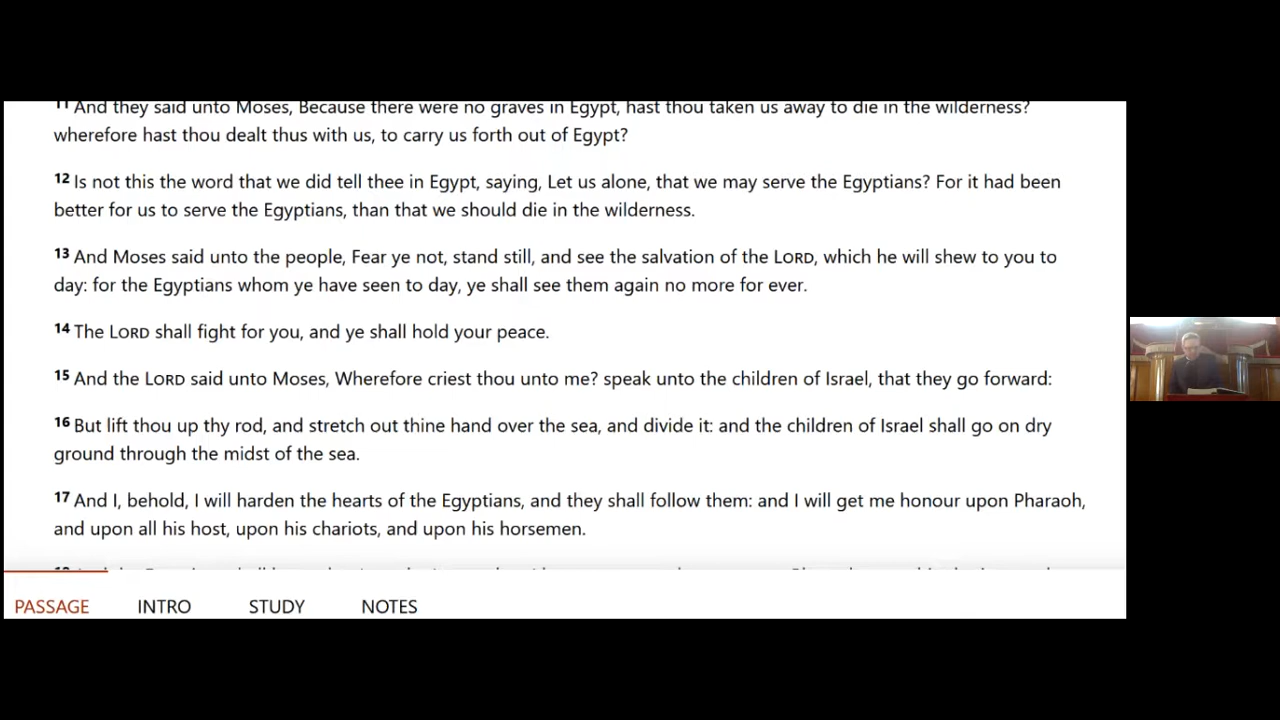 11 And they said unto Moses, Because there were no graves in Egypt, hast thou taken us away to die in the wilderness?
wherefore hast thou dealt thus with us, to carry us forth out of Egypt?
12 Is not this the word that we did tell thee in Egypt, saying, Let us alone, that we may serve the Egyptians? For it had been
better for us to serve the Egyptians, than that we should die in the wilderness.
13 And Moses said unto the people, Fear ye not, stand still, and see the salvation of the LORD, which he will shew to you to
day: for the Egyptians whom ye have seen to day, ye shall see them again no more for ever.
14 The LORD shall fight for you, and ye shall hold your peace.
15 And the LORD said unto Moses, Wherefore criest thou unto me? speak unto the children of Israel, that they go forward:
16 But lift thou up thy rod, and stretch out thine hand over the sea, and divide it: and the children of Israel shall go on dry
ground through the midst of the sea.
17 And I, behold, I will harden the hearts of the Egyptians, and they shall follow them: and I will get me honour upon Pharaoh,
and upon all his host, upon his chariots, and upon his horsemen.
PASSAGE INTRO STUDY NOTES